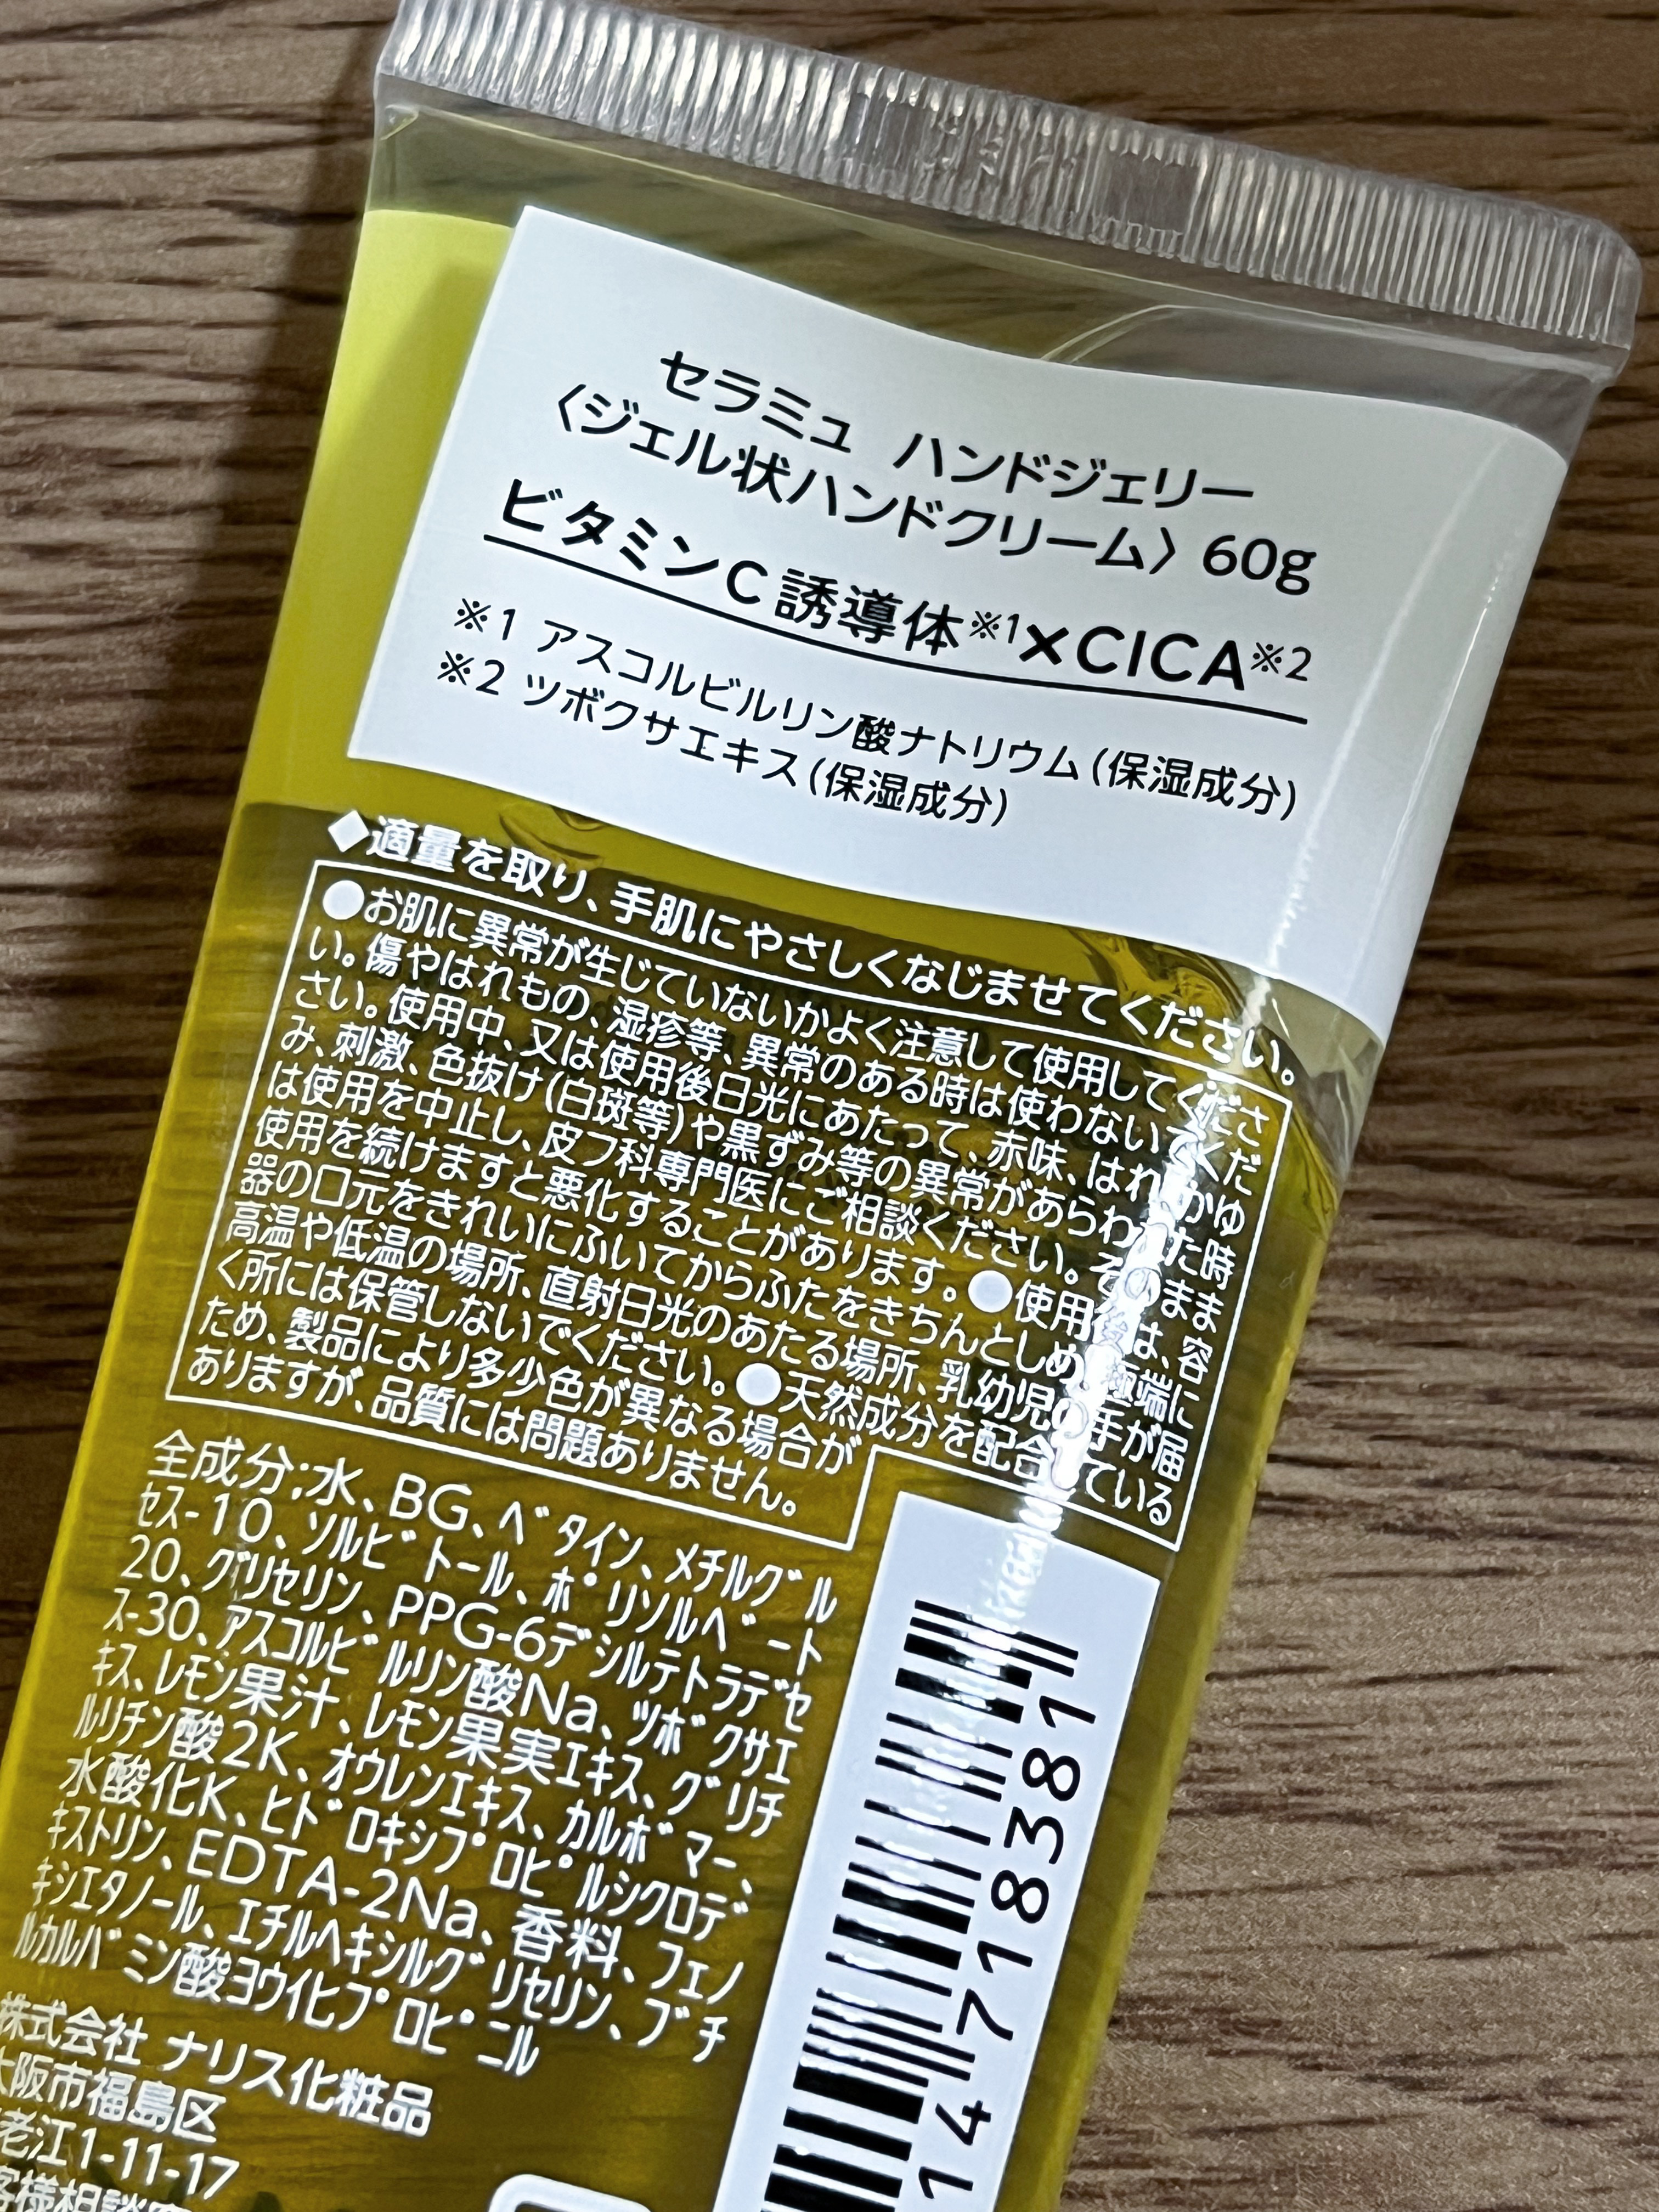 セラミュ ハンドジェリー
〈ジェル状ハンドクリーム〉60g
ビタミンC誘導体※1×CICA※2
※1 アスコルビルリン酸ナトリウム(保湿成分)
※2 ツボクサエキス(保湿成分)
◆適量を取り、手肌にやさしくなじませてください。
●お肌に異常が生じていないかよく注意して使用してくださ
い。傷やはれもの、湿疹等、異常のある時は使わないでくだ
さい。使用中、又は使用後日光にあたって、赤味、はれ、かゆ
み、刺激、色抜け(白斑等)や黒ずみ等の異常があらわれた時
は使用を中止し、皮フ科専門医にご相談ください。そのまま
使用を続けますと悪化することがあります。●使用後は、容
器の口元をきれいにふいてからふたをきちんとしめ、極端に
高温や低温の場所、直射日光のあたる場所、乳幼児の手が届
く所には保管しないでください。●天然成分を配合している
ため、製品により多少色が異なる場合が
ありますが、品質には問題ありません。
全成分:水、BG、ベタイン、メチルグル
セス-10、ソルビトール、ポリソルベート
20、グリセリン、PPG-6デシルテトラデセ
ス-30、アスコルビルリン酸Na、ツボクサエ
キス、レモン果汁、レモン果実エキス、グリチ
ルリチン酸2K、オウレンエキス、カルボマー、
水酸化K、ヒドロキシプロピルシクロデ
キストリン、EDTA-2Na、香料、フェノ
キシエタノール、エチルヘキシルグリセリン、ブチ
ルカルバミン酸ヨウ化プロピニル
株式会社 ナリス化粧品
大阪市福島区
老江1-11-17
客様相談室
14718381